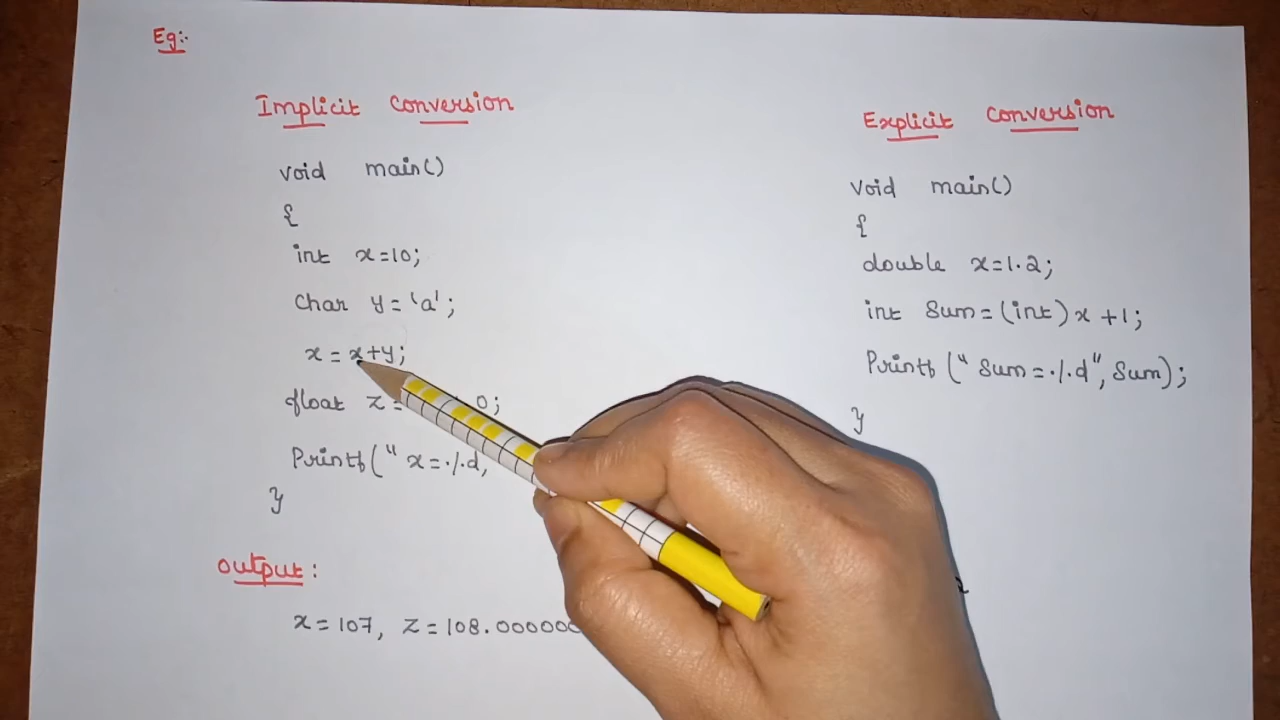 Eg:-
Implicit conversion
void main()
{
int x=10;
char y='a';
x=x+y;
float z= 0;
Printf("x=%d,
}
Output:
x=107, z=108.000000
Explicit conversion
void main()
{
double x=1.2;
int Sum=(int)x+1;
Printf("Sum=%d",Sum);
}